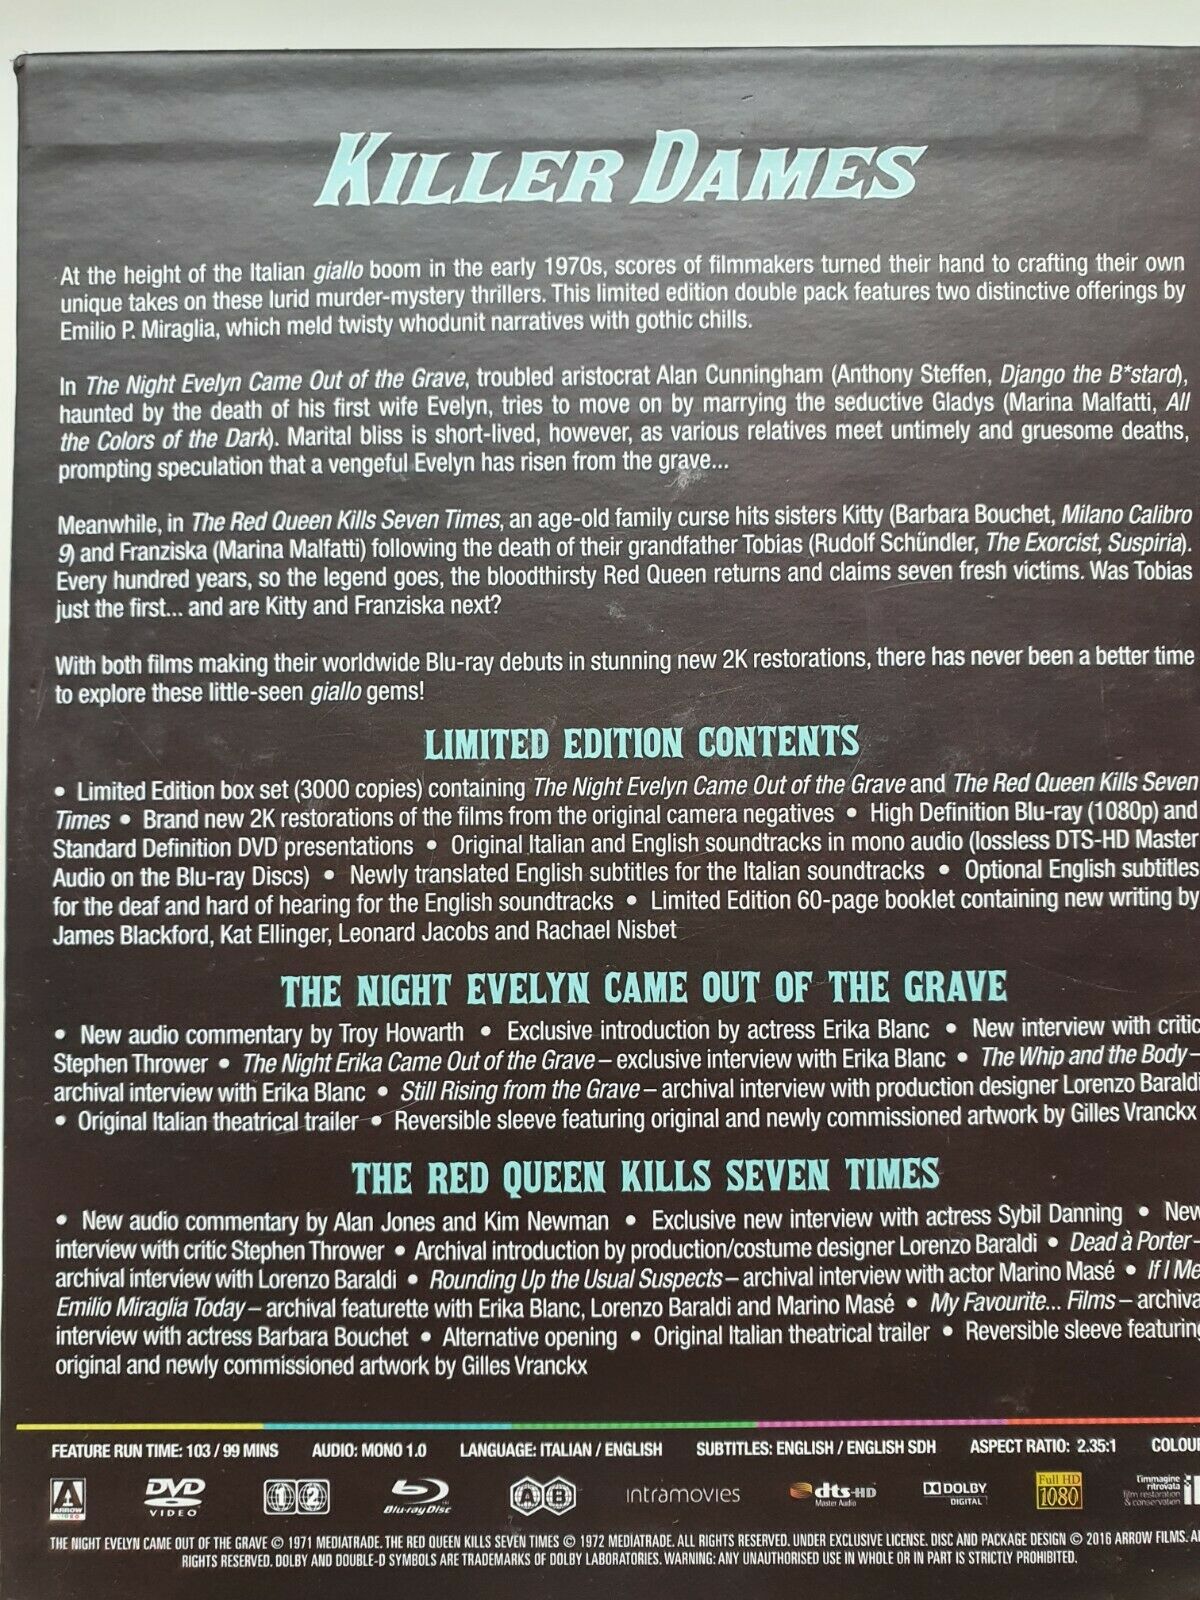 KILLER DAMES
At the height of the Italian giallo boom in the early 1970s, scores of filmmakers turned their hand to crafting their own
unique takes on these lurid murder-mystery thrillers. This limited edition double pack features two distinctive offerings by
Emilio P. Miraglia, which meld twisty whodunit narratives with gothic chills.
In The Night Evelyn Came Out of the Grave, troubled aristocrat Alan Cunningham (Anthony Steffen, Django the B*stard),
haunted by the death of his first wife Evelyn, tries to move on by marrying the seductive Gladys (Marina Malfatti, All
the Colors of the Dark). Marital bliss is short-lived, however, as various relatives meet untimely and gruesome deaths,
prompting speculation that a vengeful Evelyn has risen from the grave...
Meanwhile, in The Red Queen Kills Seven Times, an age-old family curse hits sisters Kitty (Barbara Bouchet, Milano Calibro
9) and Franziska (Marina Malfatti) following the death of their grandfather Tobias (Rudolf Schündler, The Exorcist, Suspiria).
Every hundred years, so the legend goes, the bloodthirsty Red Queen returns and claims seven fresh victims. Was Tobias
just the first... and are Kitty and Franziska next?
With both films making their worldwide Blu-ray debuts in stunning new 2K restorations, there has never been a better time
to explore these little-seen giallo gems!
LIMITED EDITION CONTENTS
• Limited Edition box set (3000 copies) containing The Night Evelyn Came Out of the Grave and The Red Queen Kills Seven
Times • Brand new 2K restorations of the films from the original camera negatives • High Definition Blu-ray (1080p) and
Standard Definition DVD presentations • Original Italian and English soundtracks in mono audio (lossless DTS-HD Master
Audio on the Blu-ray Discs) • Newly translated English subtitles for the Italian soundtracks • Optional English subtitles
for the deaf and hard of hearing for the English soundtracks • Limited Edition 60-page booklet containing new writing by
James Blackford, Kat Ellinger, Leonard Jacobs and Rachael Nisbet
THE NIGHT EVELYN CAME OUT OF THE GRAVE
• New audio commentary by Troy Howarth • Exclusive introduction by actress Erika Blanc • New interview with critic
Stephen Thrower • The Night Erika Came Out of the Grave – exclusive interview with Erika Blanc • The Whip and the Body –
archival interview with Erika Blanc • Still Rising from the Grave – archival interview with production designer Lorenzo Baraldi
• Original Italian theatrical trailer • Reversible sleeve featuring original and newly commissioned artwork by Gilles Vranckx
THE RED QUEEN KILLS SEVEN TIMES
• New audio commentary by Alan Jones and Kim Newman • Exclusive new interview with actress Sybil Danning • New
interview with critic Stephen Thrower • Archival introduction by production/costume designer Lorenzo Baraldi • Dead à Porter –
archival interview with Lorenzo Baraldi • Rounding Up the Usual Suspects – archival interview with actor Marino Masé • If I Me
Emilio Miraglia Today – archival featurette with Erika Blanc, Lorenzo Baraldi and Marino Masé • My Favourite... Films – archiva
interview with actress Barbara Bouchet • Alternative opening • Original Italian theatrical trailer • Reversible sleeve featuring
original and newly commissioned artwork by Gilles Vranckx
FEATURE RUN TIME: 103 / 99 MINS AUDIO: MONO 1.0 LANGUAGE: ITALIAN / ENGLISH SUBTITLES: ENGLISH / ENGLISH SDH ASPECT RATIO: 2.35:1 COLOU
ARROW VIDEO DVD VIDEO 1 2 Blu-ray Disc A B intramovies dts-HD Master Audio DOLBY DIGITAL Full HD 1080 l'immagine ritrovata film restoration & conservation
THE NIGHT EVELYN CAME OUT OF THE GRAVE © 1971 MEDIATRADE. THE RED QUEEN KILLS SEVEN TIMES © 1972 MEDIATRADE. ALL RIGHTS RESERVED. UNDER EXCLUSIVE LICENSE. DISC AND PACKAGE DESIGN © 2016 ARROW FILMS. AL
RIGHTS RESERVED. DOLBY AND DOUBLE-D SYMBOLS ARE TRADEMARKS OF DOLBY LABORATORIES. WARNING: ANY UNAUTHORISED USE IN WHOLE OR IN PART IS STRICTLY PROHIBITED.